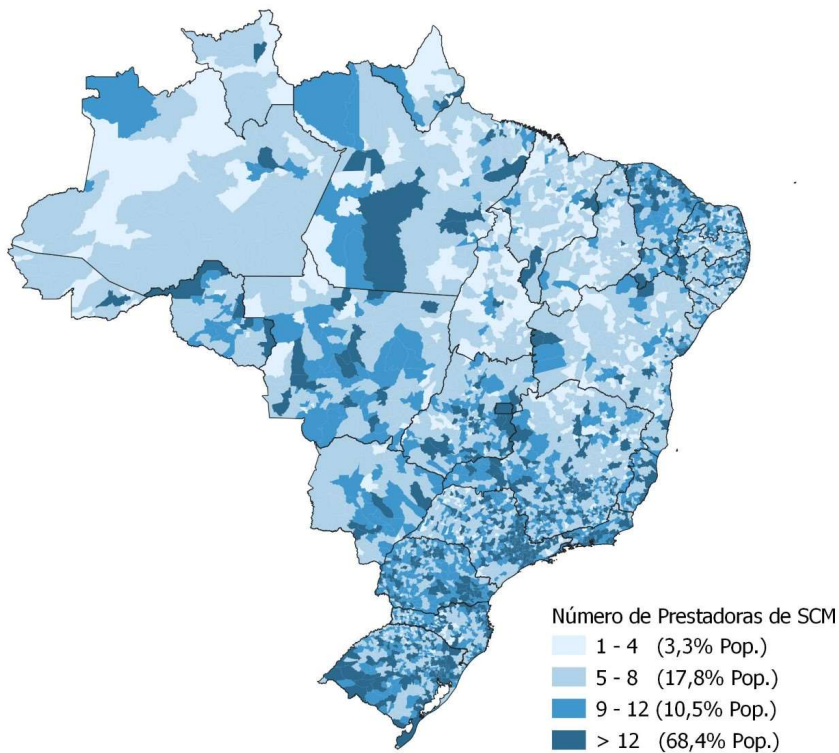 Número de Prestadoras de SCM
1 - 4 (3,3% Pop.)
5 - 8 (17,8% Pop.)
9 - 12 (10,5% Pop.)
> 12 (68,4% Pop.)